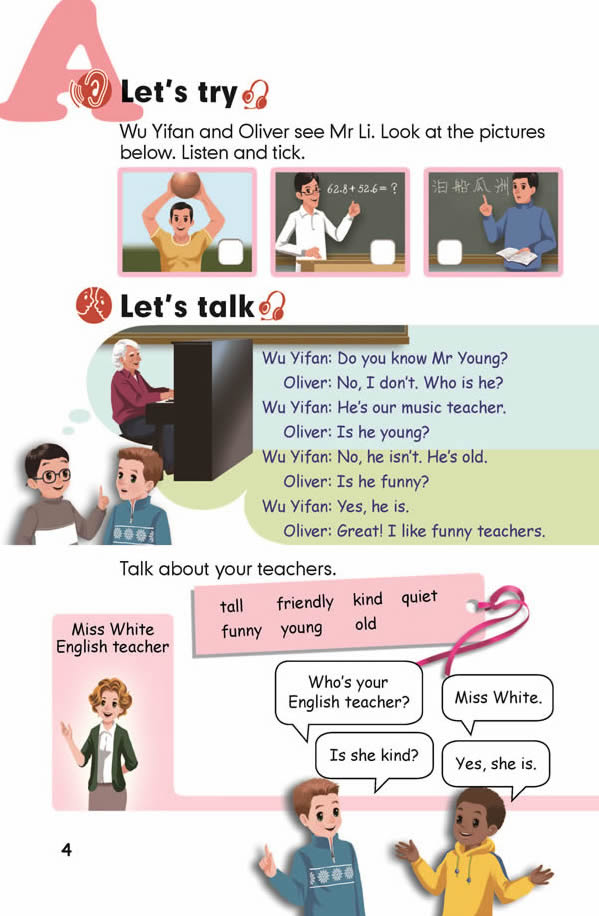 A
Let's try
Wu Yifan and Oliver see Mr Li. Look at the pictures
below. Listen and tick.
62.8+52.6= ?
泊船瓜洲
Let's talk
Wu Yifan: Do you know Mr Young?
Oliver: No, I don't. Who is he?
Wu Yifan: He's our music teacher.
Oliver: Is he young?
Wu Yifan: No, he isn't. He's old.
Oliver: Is he funny?
Wu Yifan: Yes, he is.
Oliver: Great! I like funny teachers.
Talk about your teachers.
tall friendly kind quiet
funny young old
Miss White
English teacher
Who's your
English teacher?
Miss White.
Is she kind?
Yes, she is.
4